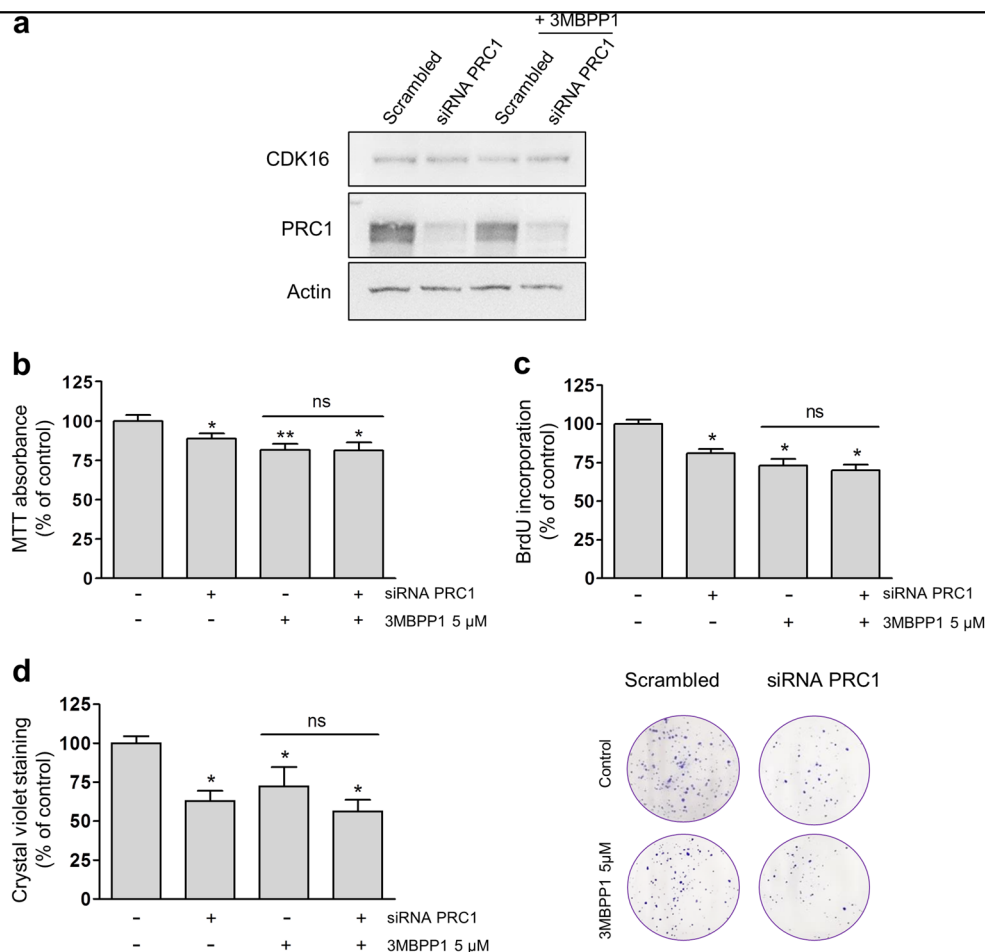 a
+ 3MBPP1
Scrambled
siRNA PRC1
Scrambled
siRNA PRC1
CDK16
PRC1
Actin
b
MTT absorbance
(% of control)
125
100
75
50
25
0
*
**
*
ns
- + - + siRNA PRC1
- - + + 3MBPP1 5 µM
c
BrdU incorporation
(% of control)
125
100
75
50
25
0
*
*
*
ns
- + - + siRNA PRC1
- - + + 3MBPP1 5 µM
d
Crystal violet staining
(% of control)
125
100
75
50
25
0
*
*
*
ns
- + - + siRNA PRC1
- - + + 3MBPP1 5 µM
Scrambled siRNA PRC1
Control
3MBPP1 5µM